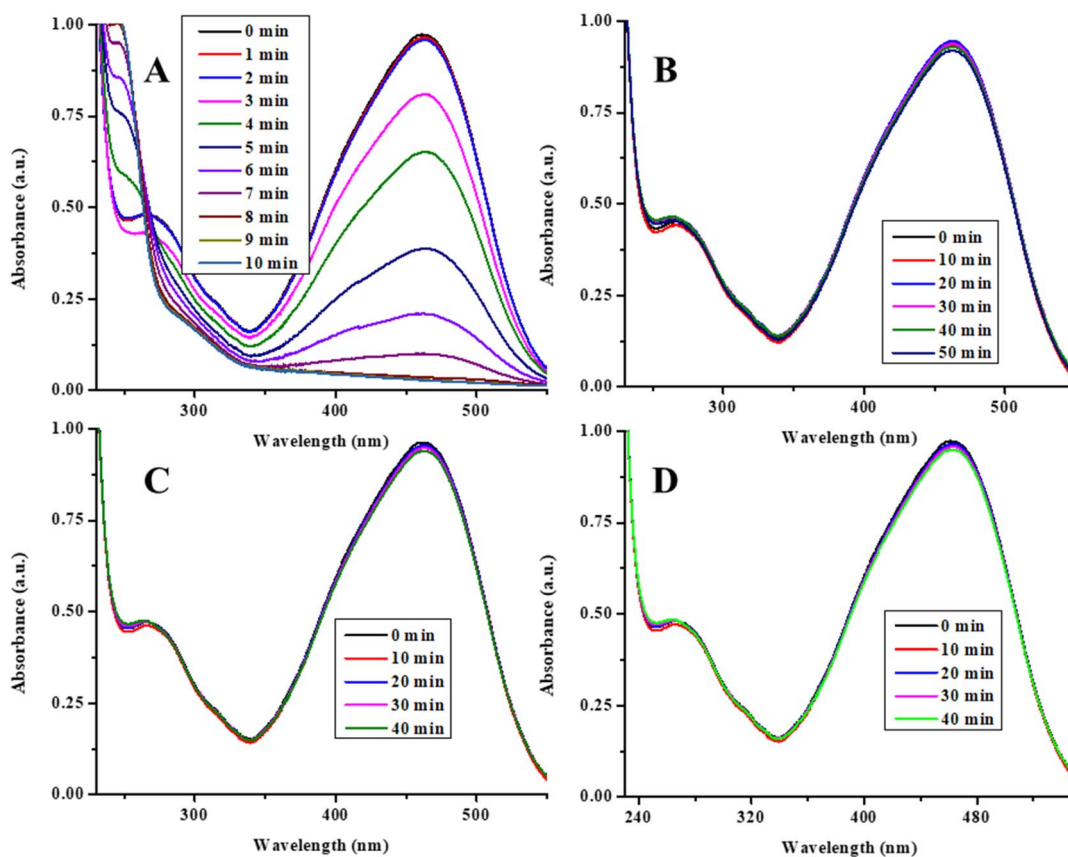 A
1.00
0.75
0.50
0.25
0.00
Absorbance (a.u.)
300
400
500
Wavelength (nm)
0 min
1 min
2 min
3 min
4 min
5 min
6 min
7 min
8 min
9 min
10 min
B
1.00
0.75
0.50
0.25
0.00
Absorbance (a.u.)
300
400
500
Wavelength (nm)
0 min
10 min
20 min
30 min
40 min
50 min
C
1.00
0.75
0.50
0.25
0.00
Absorbance (a.u.)
300
400
500
Wavelength (nm)
0 min
10 min
20 min
30 min
40 min
D
1.00
0.75
0.50
0.25
0.00
Absorbance (a.u.)
240
320
400
480
Wavelength (nm)
0 min
10 min
20 min
30 min
40 min